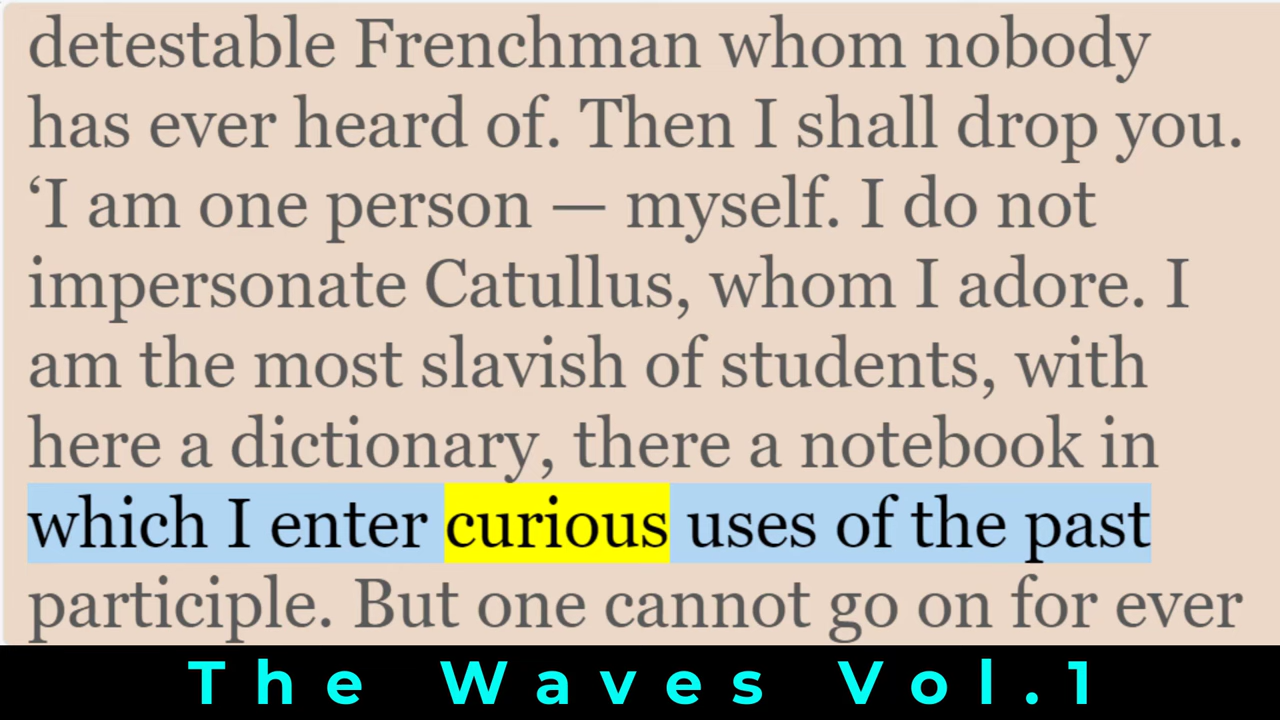 detestable Frenchman whom nobody
has ever heard of. Then I shall drop you.
‘I am one person — myself. I do not
impersonate Catullus, whom I adore. I
am the most slavish of students, with
here a dictionary, there a notebook in
which I enter curious uses of the past
participle. But one cannot go on for ever
The Waves Vol.1